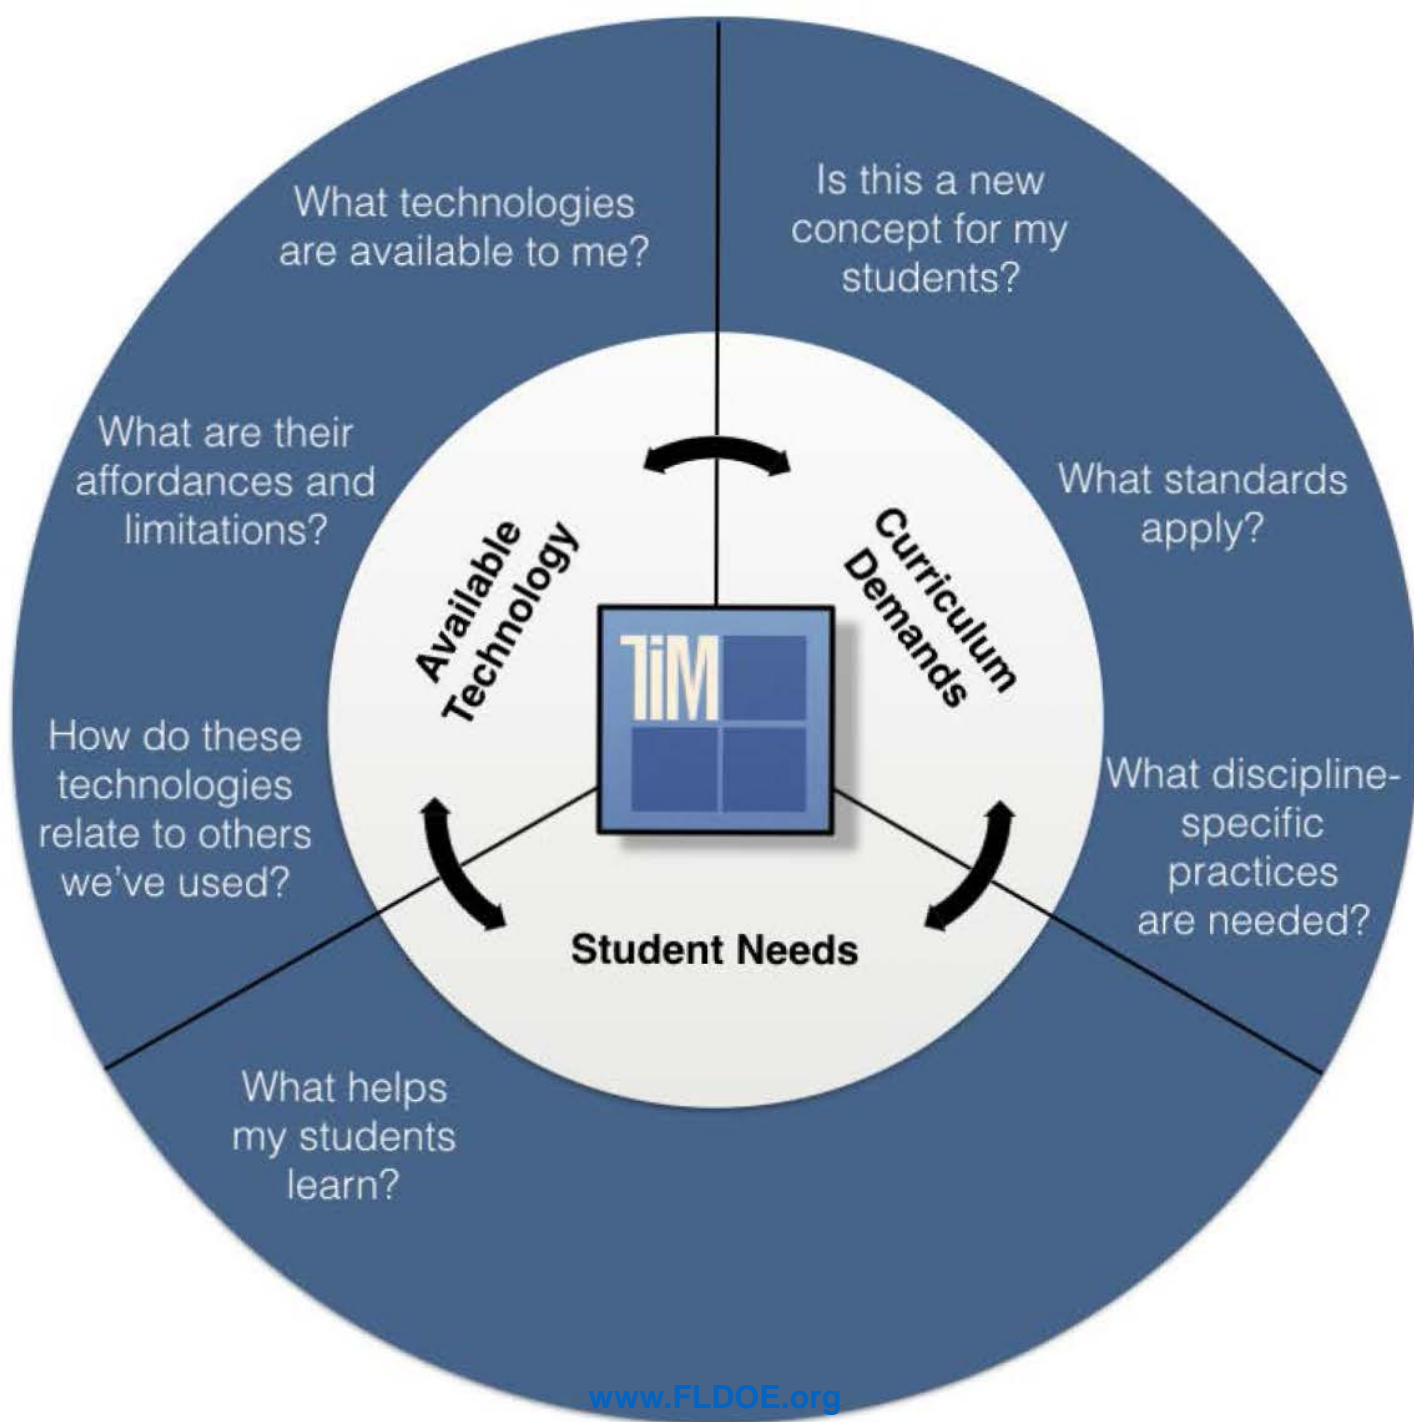 What technologies
are available to me?
Is this a new
concept for my
students?
What are their
affordances and
limitations?
What standards
apply?
Available
Technology
Curriculum
Demands
TiM
How do these
technologies
relate to others
we've used?
What discipline-
specific
practices
are needed?
Student Needs
What helps
my students
learn?
www.FLDOE.org